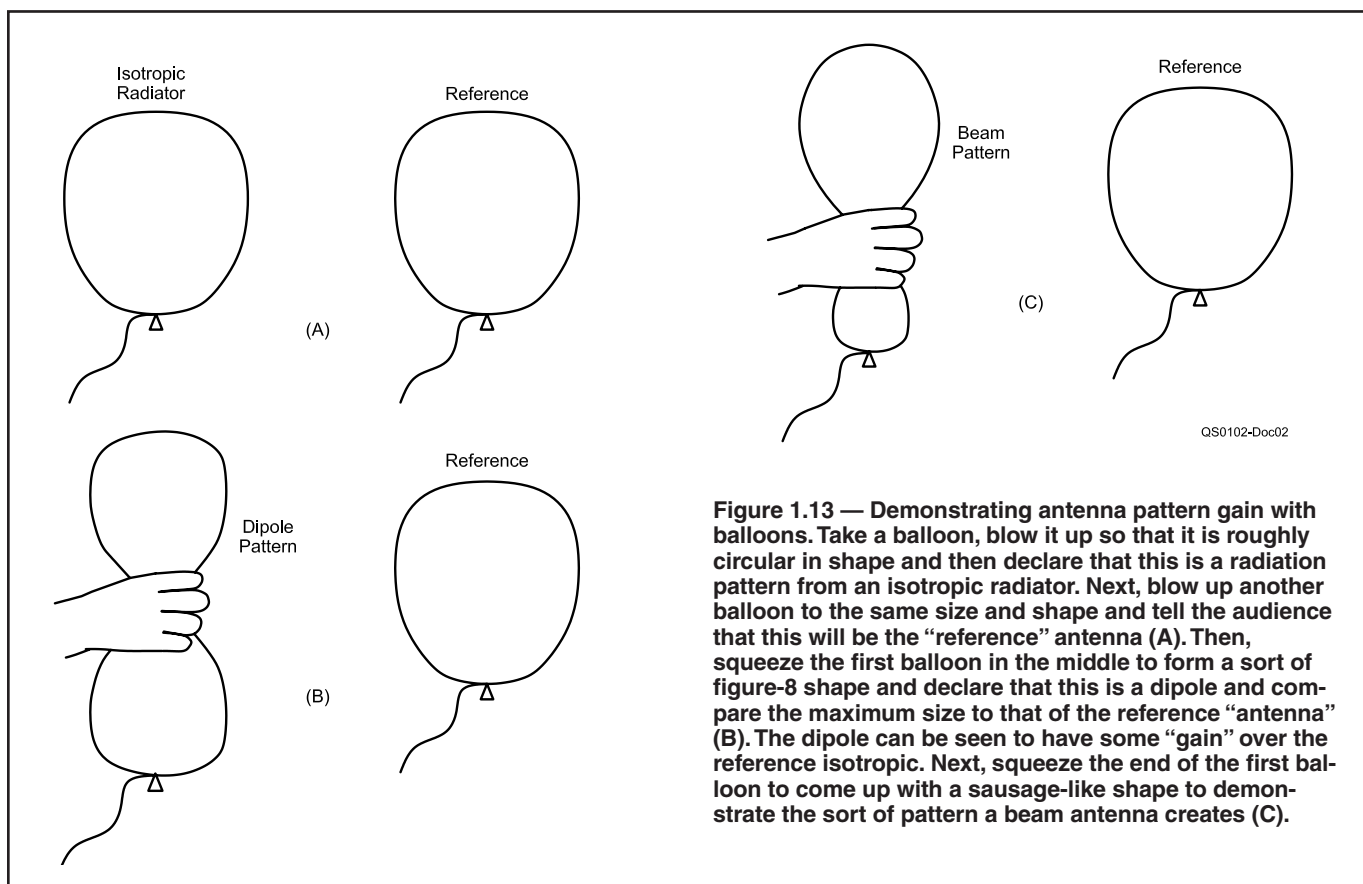 Isotropic
Radiator
Reference
(A)
Dipole
Pattern
Reference
(B)
Beam
Pattern
Reference
(C)
QS0102-Doc02
Figure 1.13 — Demonstrating antenna pattern gain with
balloons. Take a balloon, blow it up so that it is roughly
circular in shape and then declare that this is a radiation
pattern from an isotropic radiator. Next, blow up another
balloon to the same size and shape and tell the audience
that this will be the “reference” antenna (A). Then,
squeeze the first balloon in the middle to form a sort of
figure-8 shape and declare that this is a dipole and com-
pare the maximum size to that of the reference “antenna”
(B). The dipole can be seen to have some “gain” over the
reference isotropic. Next, squeeze the end of the first bal-
loon to come up with a sausage-like shape to demon-
strate the sort of pattern a beam antenna creates (C).